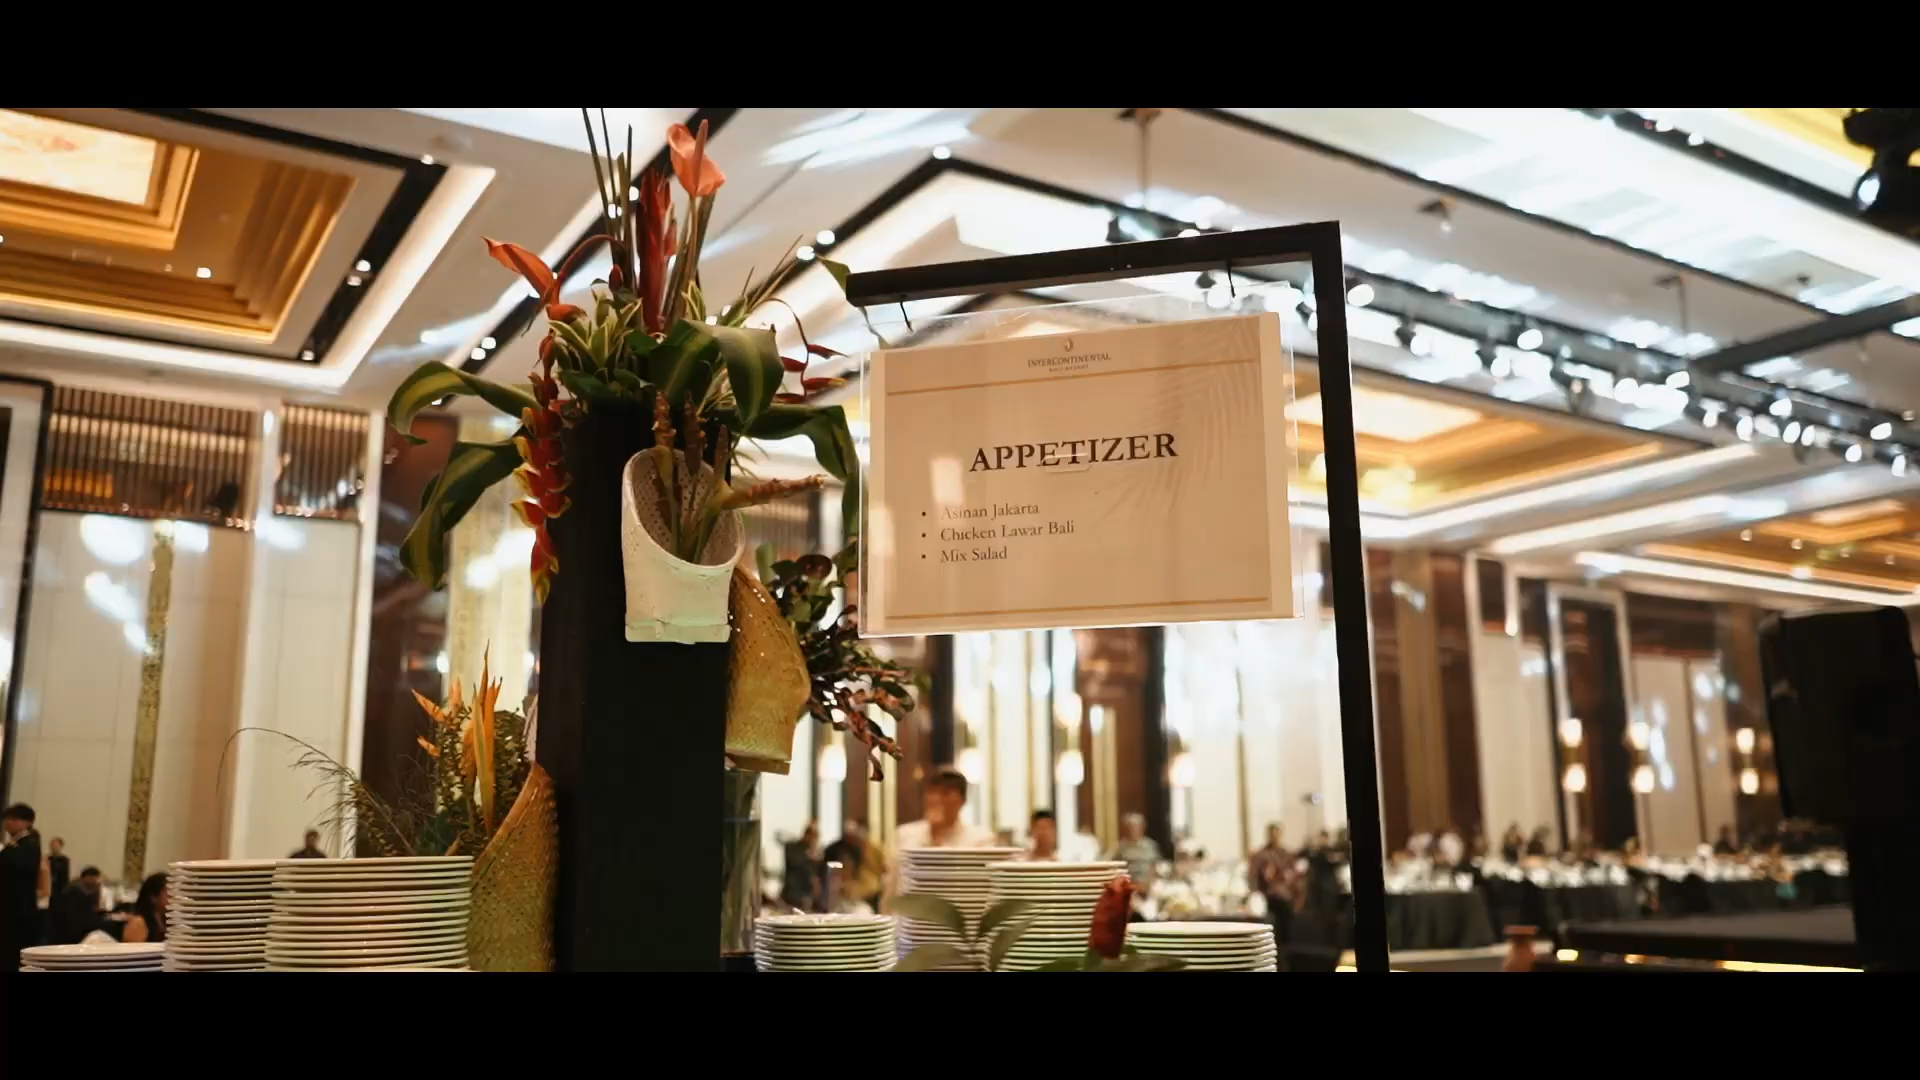 INTERCONTINENTAL
APPETIZER
• Asinan Jakarta
• Chicken Lawar Bali
• Mix Salad